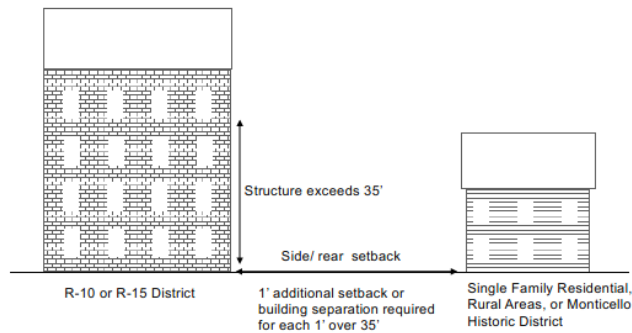 Structure exceeds 35'
Side/ rear setback
R-10 or R-15 District
1' additional setback or
building separation required
for each 1' over 35'
Single Family Residential,
Rural Areas, or Monticello
Historic District